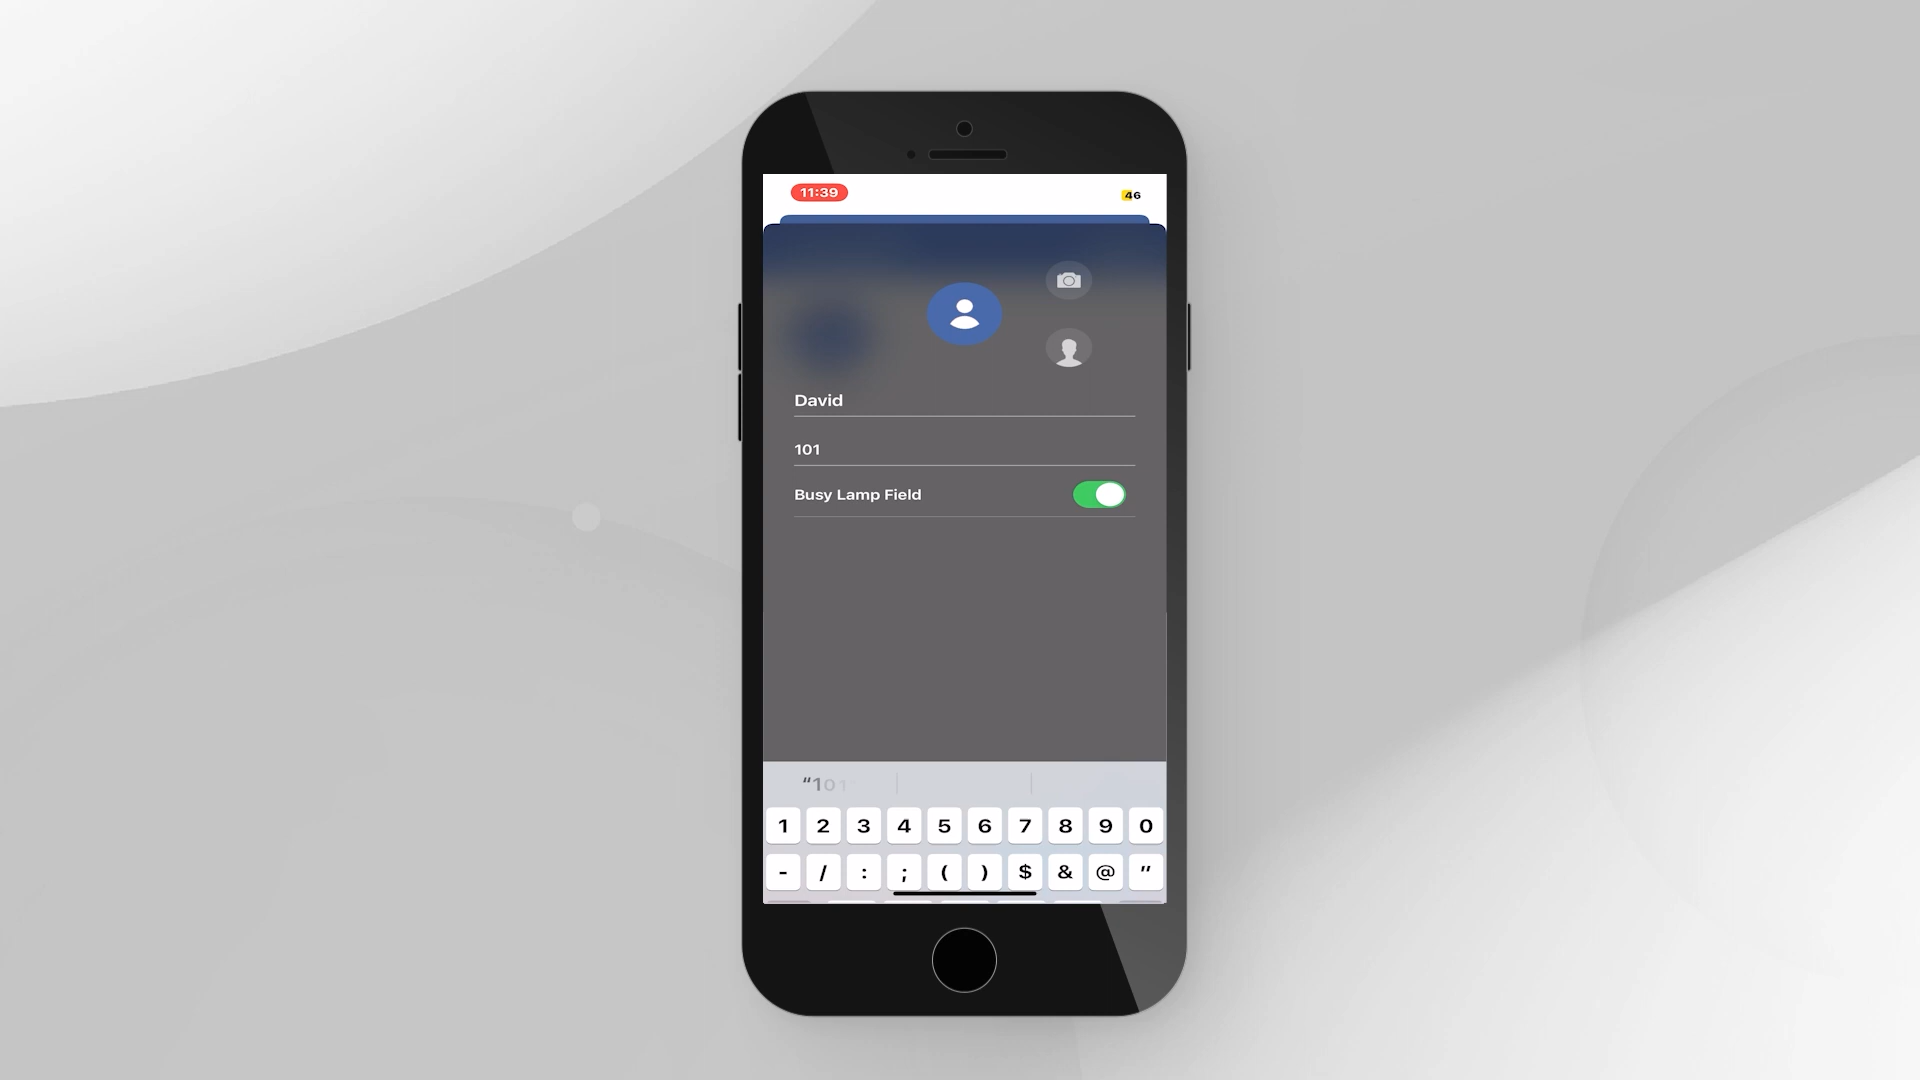 11:39
46
David
101
Busy Lamp Field
“101
1 2 3 4 5 6 7 8 9 0
- / : ; ( ) $ & @ "